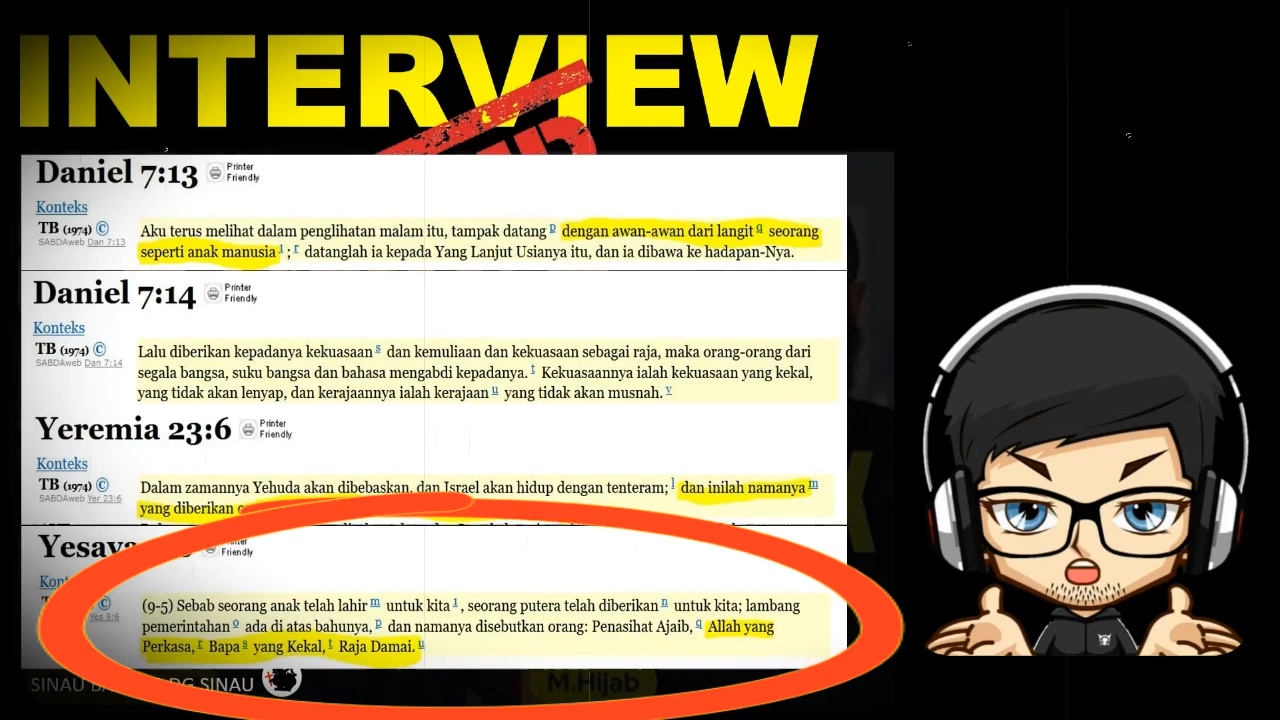 INTERVIEW
Daniel 7:13 Printer
Friendly
Konteks
TB (1974) © Aku terus melihat dalam penglihatan malam itu, tampak datang p dengan awan-awan dari langit q seorang
SABDAweb Dan 7:13
seperti anak manusia 1 ; r datanglah ia kepada Yang Lanjut Usianya itu, dan ia dibawa ke hadapan-Nya.
Daniel 7:14 Printer
Friendly
Konteks
TB (1974) © Lalu diberikan kepadanya kekuasaan s dan kemuliaan dan kekuasaan sebagai raja, maka orang-orang dari
SABDAweb Dan 7:14
segala bangsa, suku bangsa dan bahasa mengabdi kepadanya. t Kekuasaannya ialah kekuasaan yang kekal,
yang tidak akan lenyap, dan kerajaannya ialah kerajaan u yang tidak akan musnah. v
Yeremia 23:6 Printer
Friendly
Konteks
TB (1974) © Dalam zamannya Yehuda akan dibebaskan, dan Israel akan hidup dengan tenteram; l dan inilah namanya m
SABDAweb Yer 23:6
yang diberikan
Friendly
© (9-5) Sebab seorang anak telah lahir m untuk kita 1 , seorang putera telah diberikan n untuk kita; lambang
Yes 9:6
pemerintahan o ada di atas bahunya, p dan namanya disebutkan orang: Penasihat Ajaib, q Allah yang
Perkasa, r Bapa s yang Kekal, t Raja Damai. u
SINAU SINAU
M.Hijab